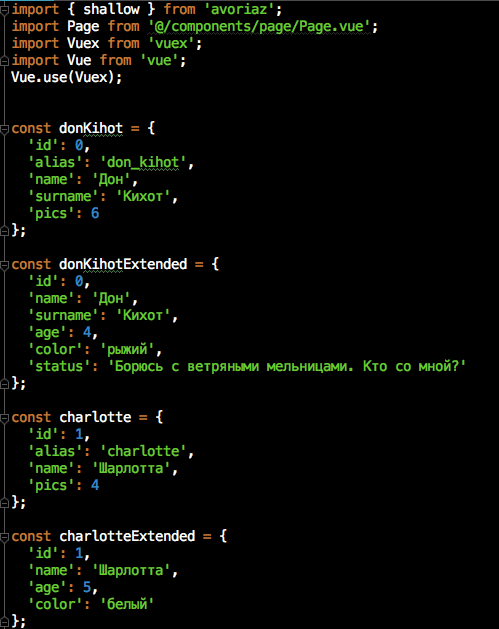 import { shallow } from 'avoriaz';
import Page from '@/components/page/Page.vue';
import Vuex from 'vuex';
import Vue from 'vue';
Vue.use(Vuex);
const donKihot = {
'id': 0,
'alias': 'don_kihot',
'name': 'Дон',
'surname': 'Кихот',
'pics': 6
};
const donKihotExtended = {
'id': 0,
'name': 'Дон',
'surname': 'Кихот',
'age': 4,
'color': 'рыжий',
'status': 'Борюсь с ветряными мельницами. Кто со мной?'
};
const charlotte = {
'id': 1,
'alias': 'charlotte',
'name': 'Шарлотта',
'pics': 4
};
const charlotteExtended = {
'id': 1,
'name': 'Шарлотта',
'age': 5,
'color': 'белый'
};